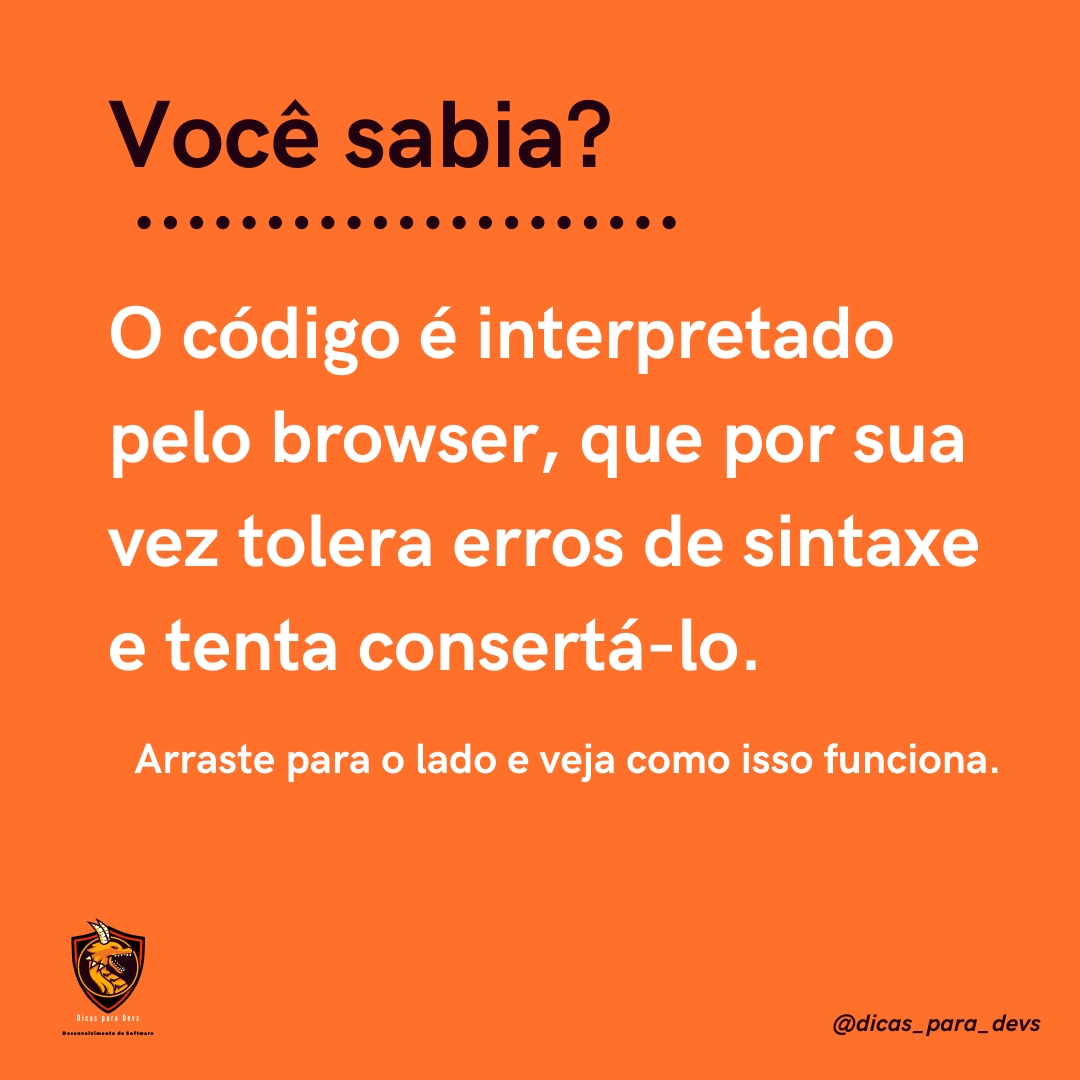 Você sabia?
O código é interpretado
pelo browser, que por sua
vez tolera erros de sintaxe
e tenta consertá-lo.
Arraste para o lado e veja como isso funciona.
Dicas para Devs
Desenvolvimento de Software
@dicas_para_devs